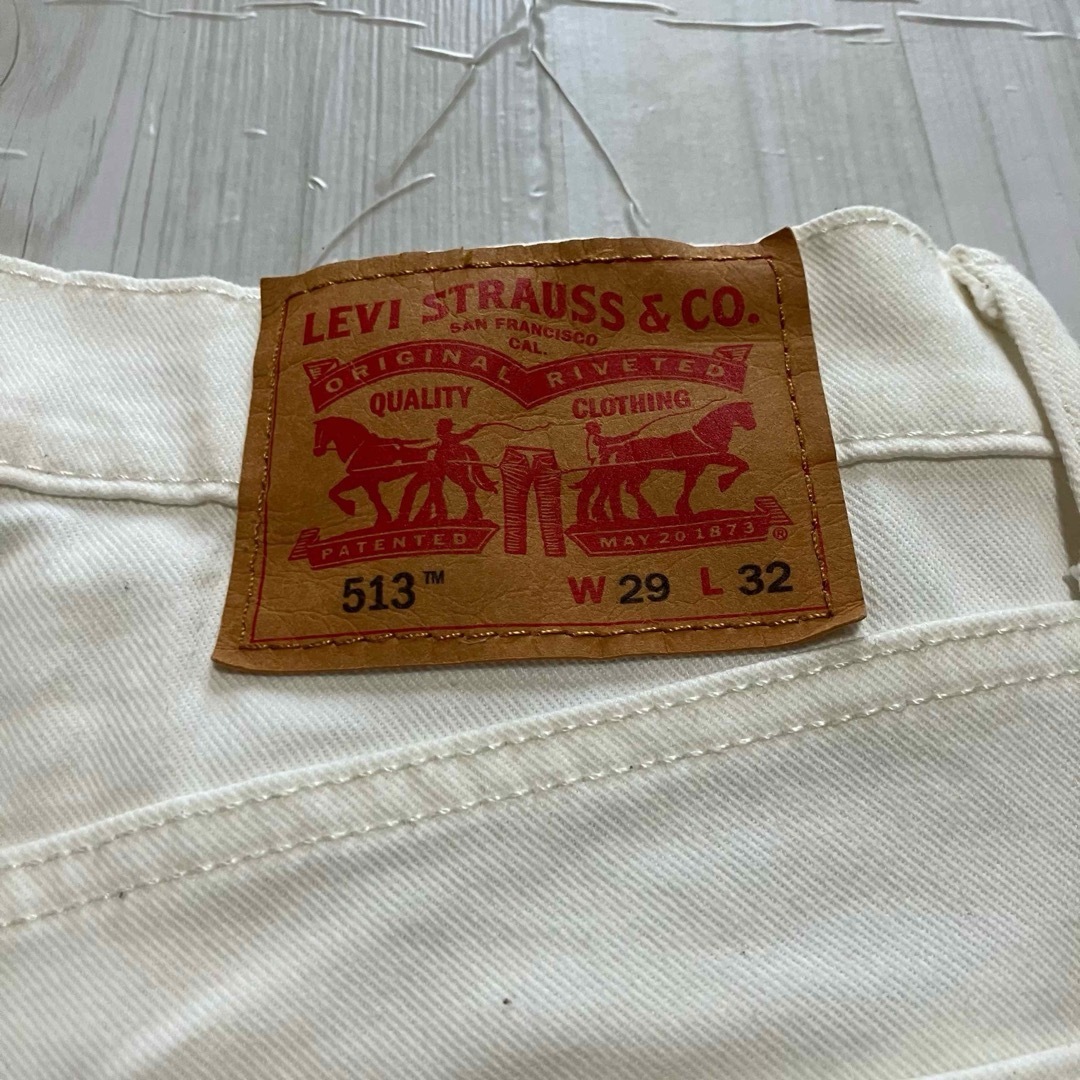 LEVI STRAUSS & CO.
SAN FRANCISCO
CAL.
ORIGINAL RIVETED
QUALITY CLOTHING
PATENTED MAY 20 1873 ®
513™ W 29 L 32